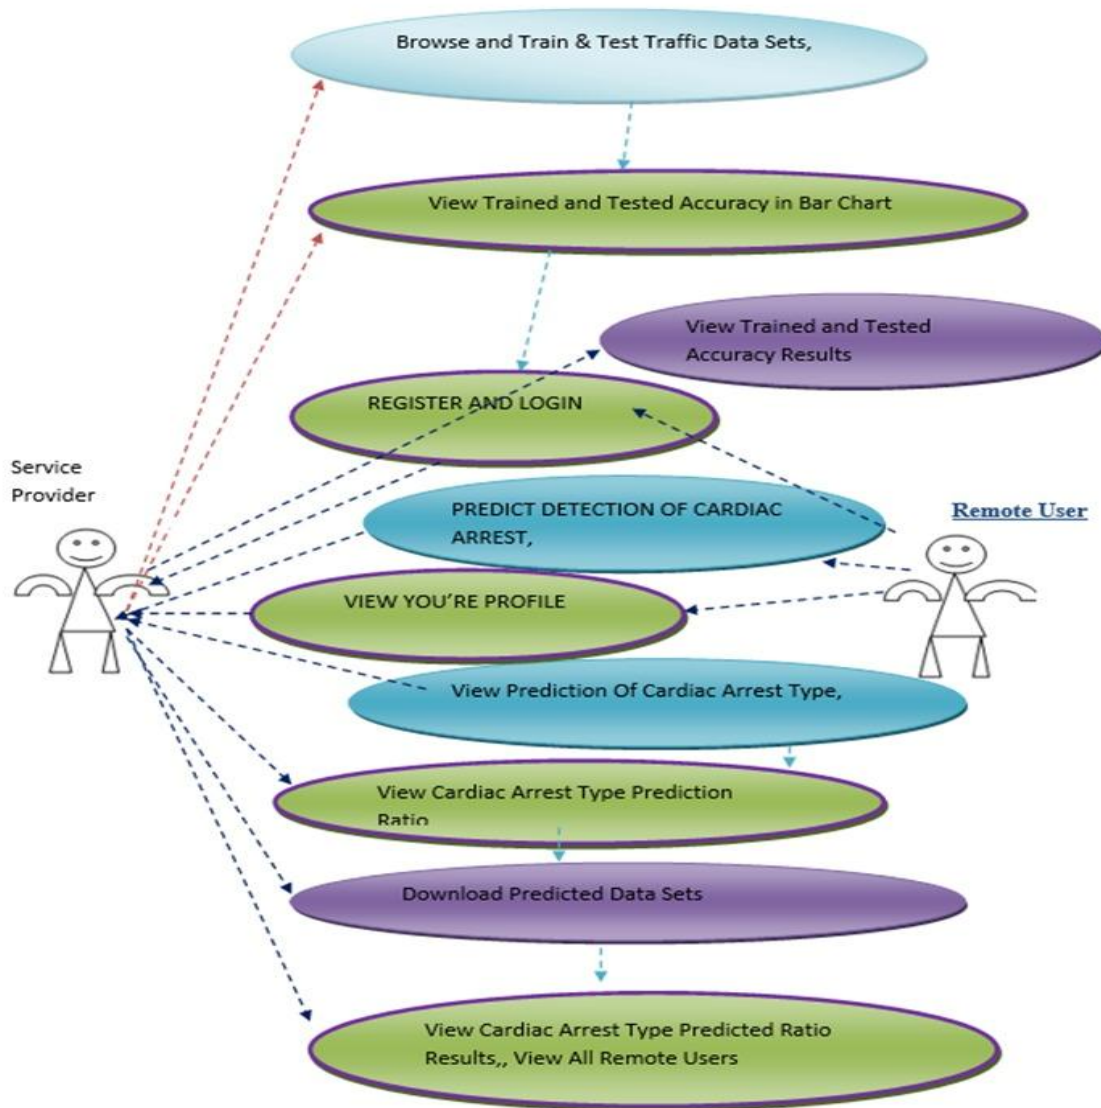 Browse and Train & Test Traffic Data Sets,
View Trained and Tested Accuracy in Bar Chart
View Trained and Tested
Accuracy Results
REGISTER AND LOGIN
Service
Provider
PREDICT DETECTION OF CARDIAC
ARREST,
Remote User
VIEW YOU’RE PROFILE
View Prediction Of Cardiac Arrest Type,
View Cardiac Arrest Type Prediction
Ratio
Download Predicted Data Sets
View Cardiac Arrest Type Predicted Ratio
Results,, View All Remote Users